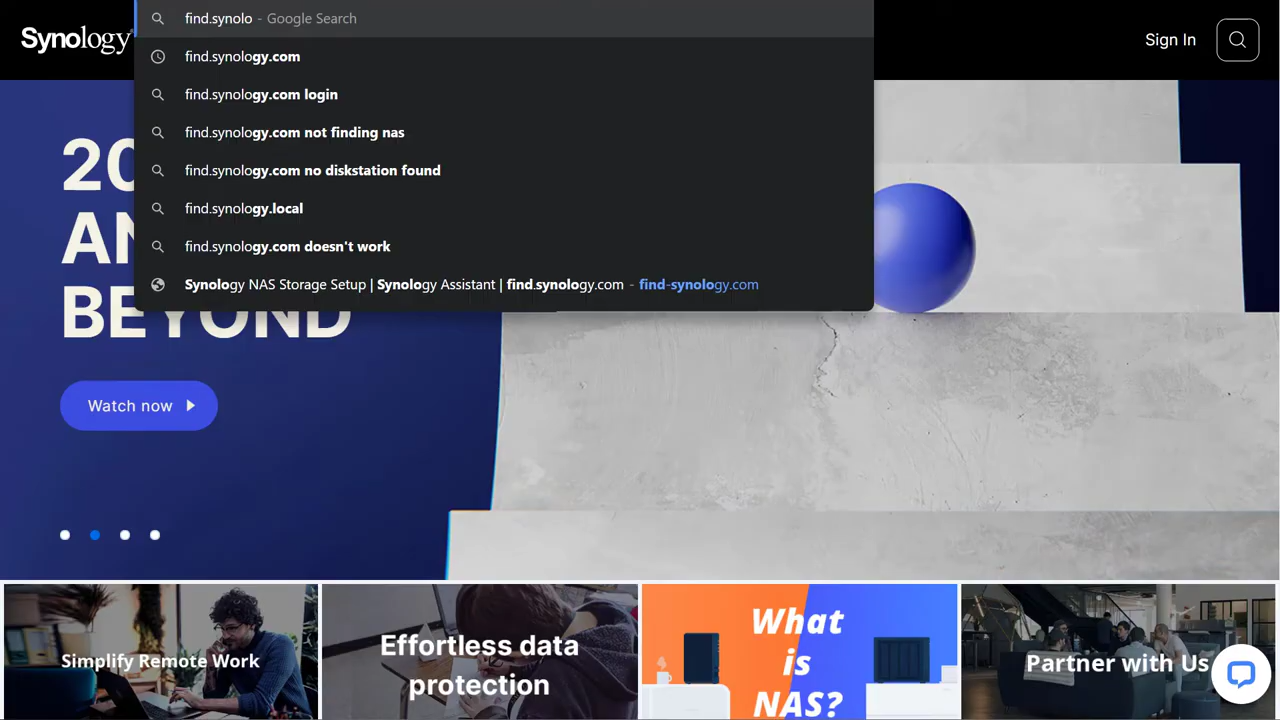 find.synolo - Google Search
Synology
Sign In
find.synology.com
find.synology.com login
find.synology.com not finding nas
find.synology.com no diskstation found
find.synology.local
find.synology.com doesn't work
Synology NAS Storage Setup | Synology Assistant | find.synology.com - find-synology.com
20
AN
BEYOND
Watch now
Simplify Remote Work
Effortless data
protection
What
is
NAS?
Partner with Us